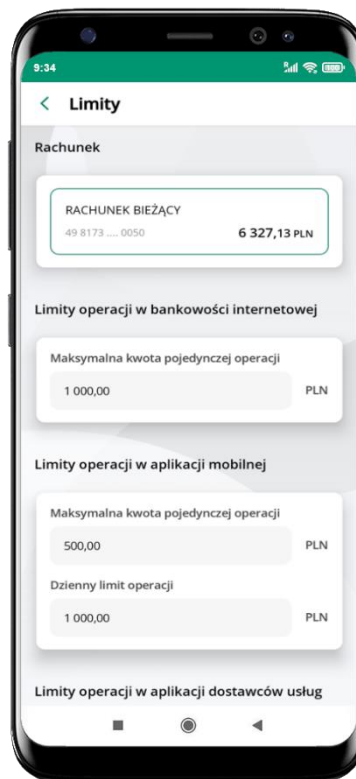 9:34
100
Limity
Rachunek
RACHUNEK BIEŻĄCY
49 8173 .... 0050
6 327,13 PLN
Limity operacji w bankowości internetowej
Maksymalna kwota pojedynczej operacji
1 000,00
PLN
Limity operacji w aplikacji mobilnej
Maksymalna kwota pojedynczej operacji
500,00
PLN
Dzienny limit operacji
1 000,00
PLN
Limity operacji w aplikacji dostawców usług